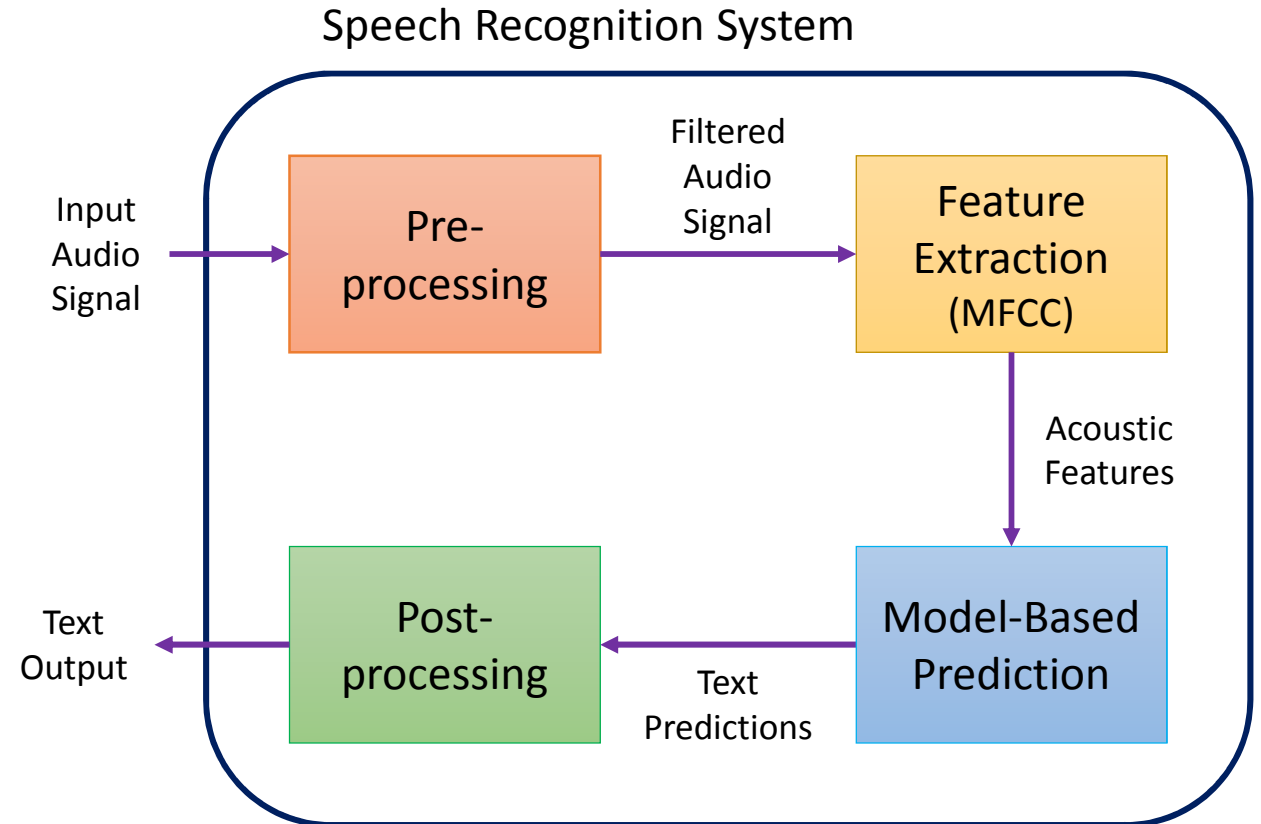 Speech Recognition System
Input
Audio
Signal
Pre-
processing
Filtered
Audio
Signal
Feature
Extraction
(MFCC)
Acoustic
Features
Model-Based
Prediction
Text
Predictions
Post-
processing
Text
Output